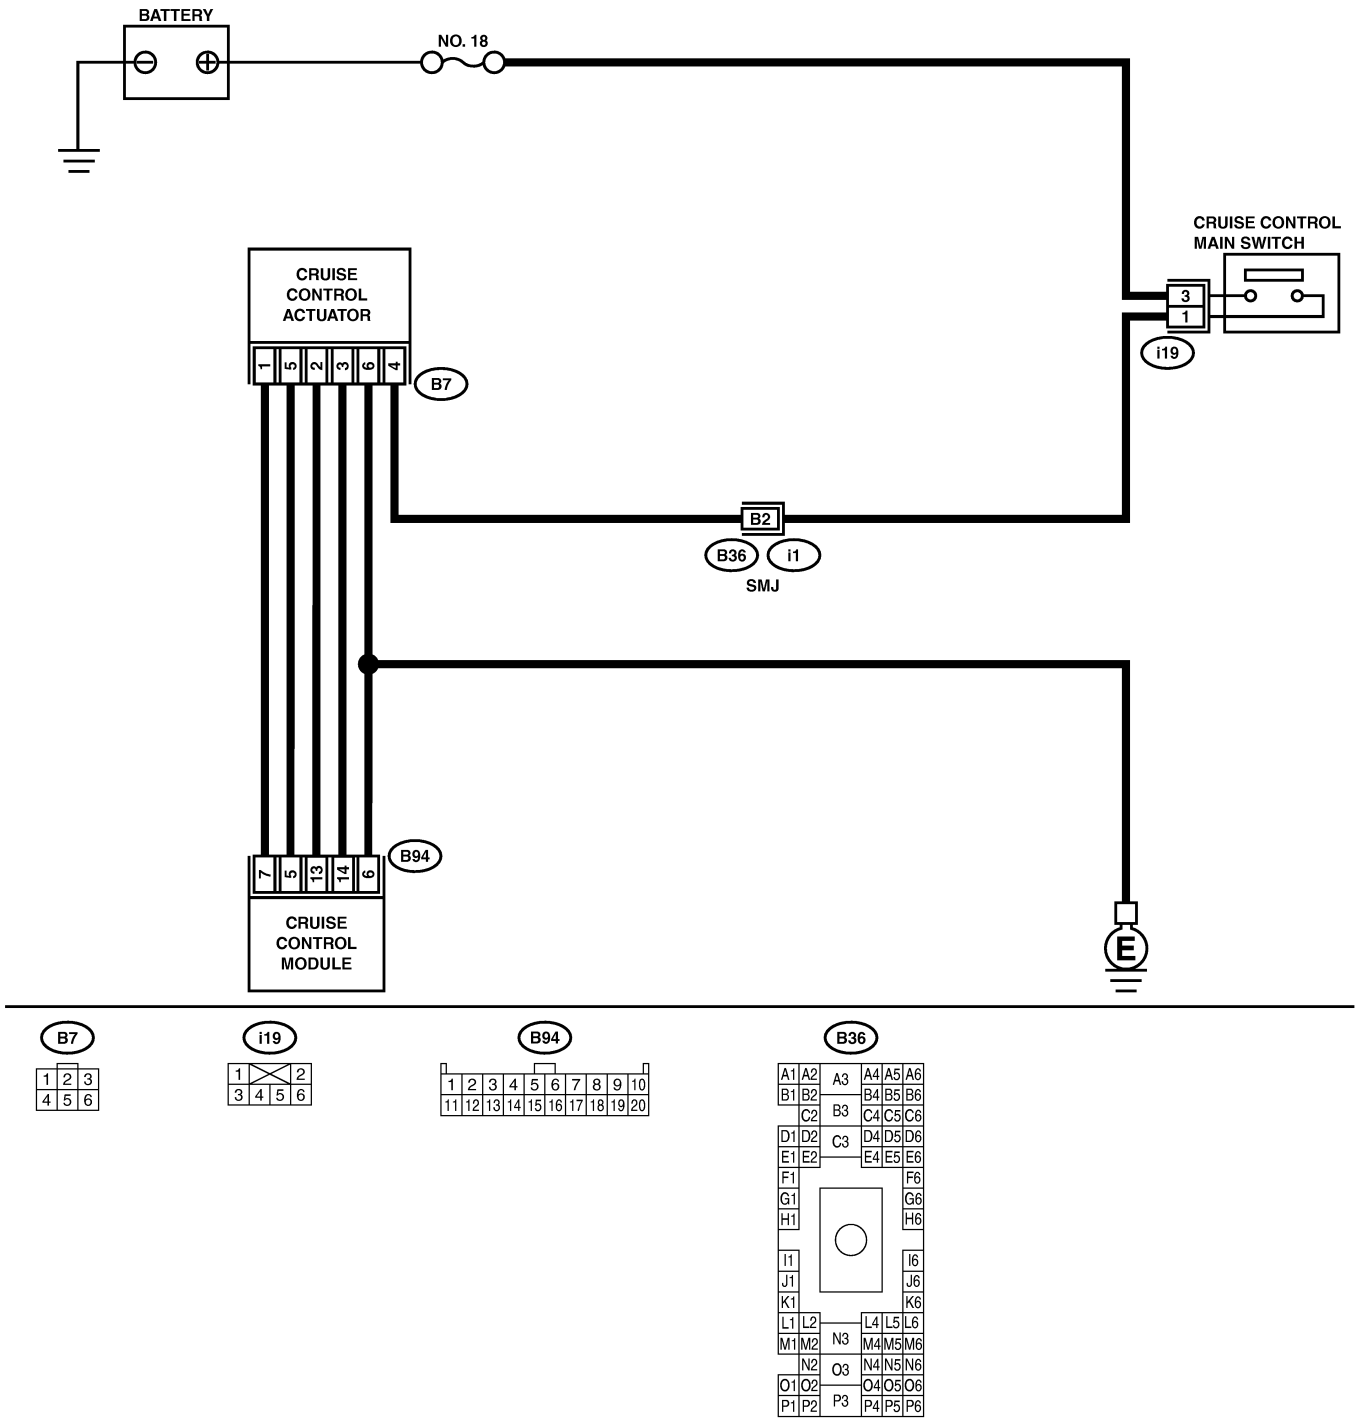 BATTERY
NO. 18
CRUISE CONTROL
MAIN SWITCH
3
1
i19
CRUISE
CONTROL
ACTUATOR
1 5 2 3 6 4
B7
B2
B36 i1
SMJ
B94
7 5 13 14 6
CRUISE
CONTROL
MODULE
E
B7 i19 B94 B36
1 2 3
4 5 6
1 2
3 4 5 6
1 2 3 4 5 6 7 8 9 10
11 12 13 14 15 16 17 18 19 20
A1 A2 A3 A4 A5 A6
B1 B2 B3 B4 B5 B6
C2 C3 C4 C5 C6
D1 D2 D4 D5 D6
E1 E2 E4 E5 E6
F1 F6
G1 G6
H1 H6
I1 I6
J1 J6
K1 K6
L1 L2 L4 L5 L6
M1 M2 N3 M4 M5 M6
N2 O3 N4 N5 N6
O1 O2 O4 O5 O6
P1 P2 P3 P4 P5 P6